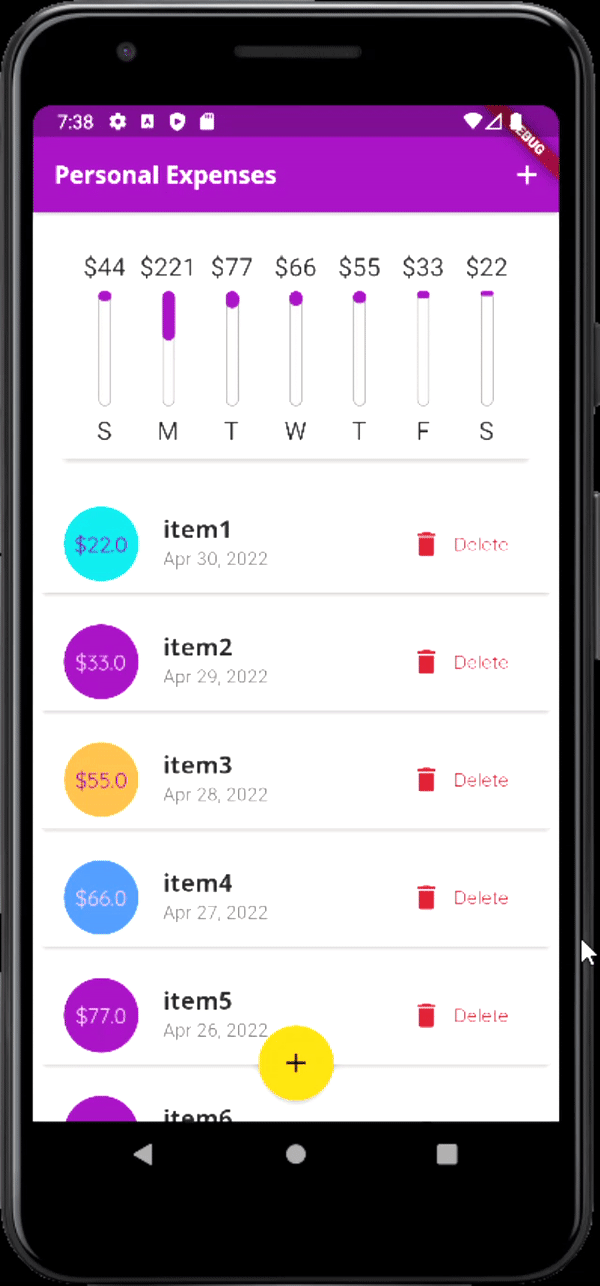 7:38
DEBUG
Personal Expenses
$44 $221 $77 $66 $55 $33 $22
S M T W T F S
$22.0 item1 Delete
Apr 30, 2022
$33.0 item2 Delete
Apr 29, 2022
$55.0 item3 Delete
Apr 28, 2022
$66.0 item4 Delete
Apr 27, 2022
$77.0 item5 Delete
Apr 26, 2022
item6